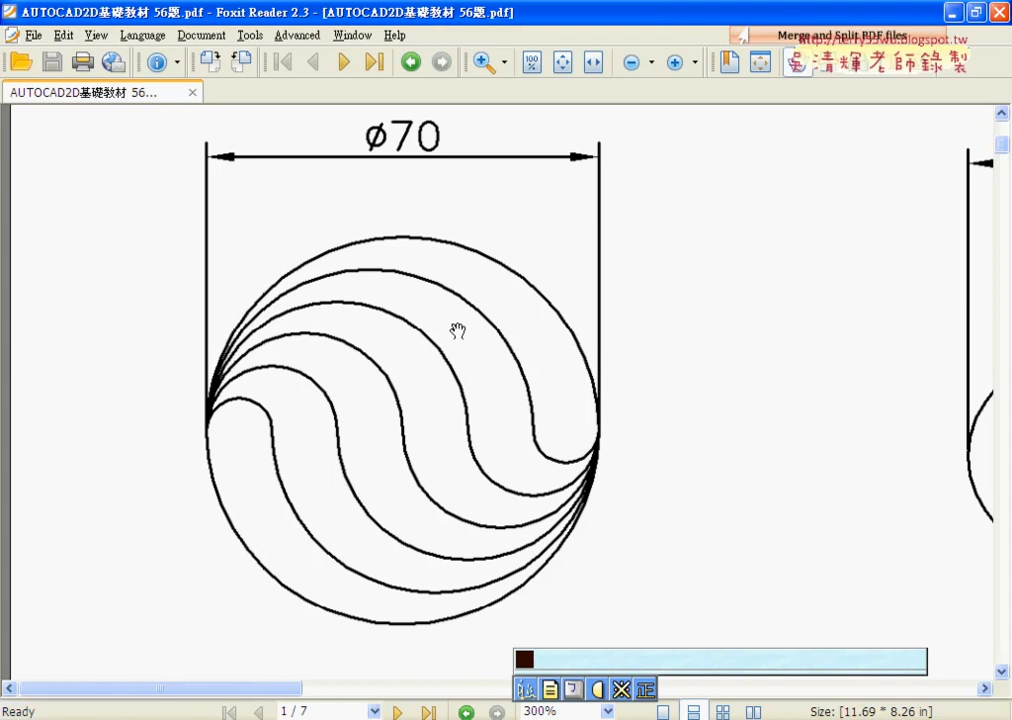 AUTOCAD2D基礎教材 56題.pdf - Foxit Reader 2.3 - [AUTOCAD2D基礎教材 56題.pdf]
File Edit View Language Document Tools Advanced Window Help
Merge and Split PDF files
吳清輝老師錄製
AUTOCAD2D基礎教材 56...
ø70
正
Ready
1 / 7
300%
Size: [11.69 * 8.26 in]